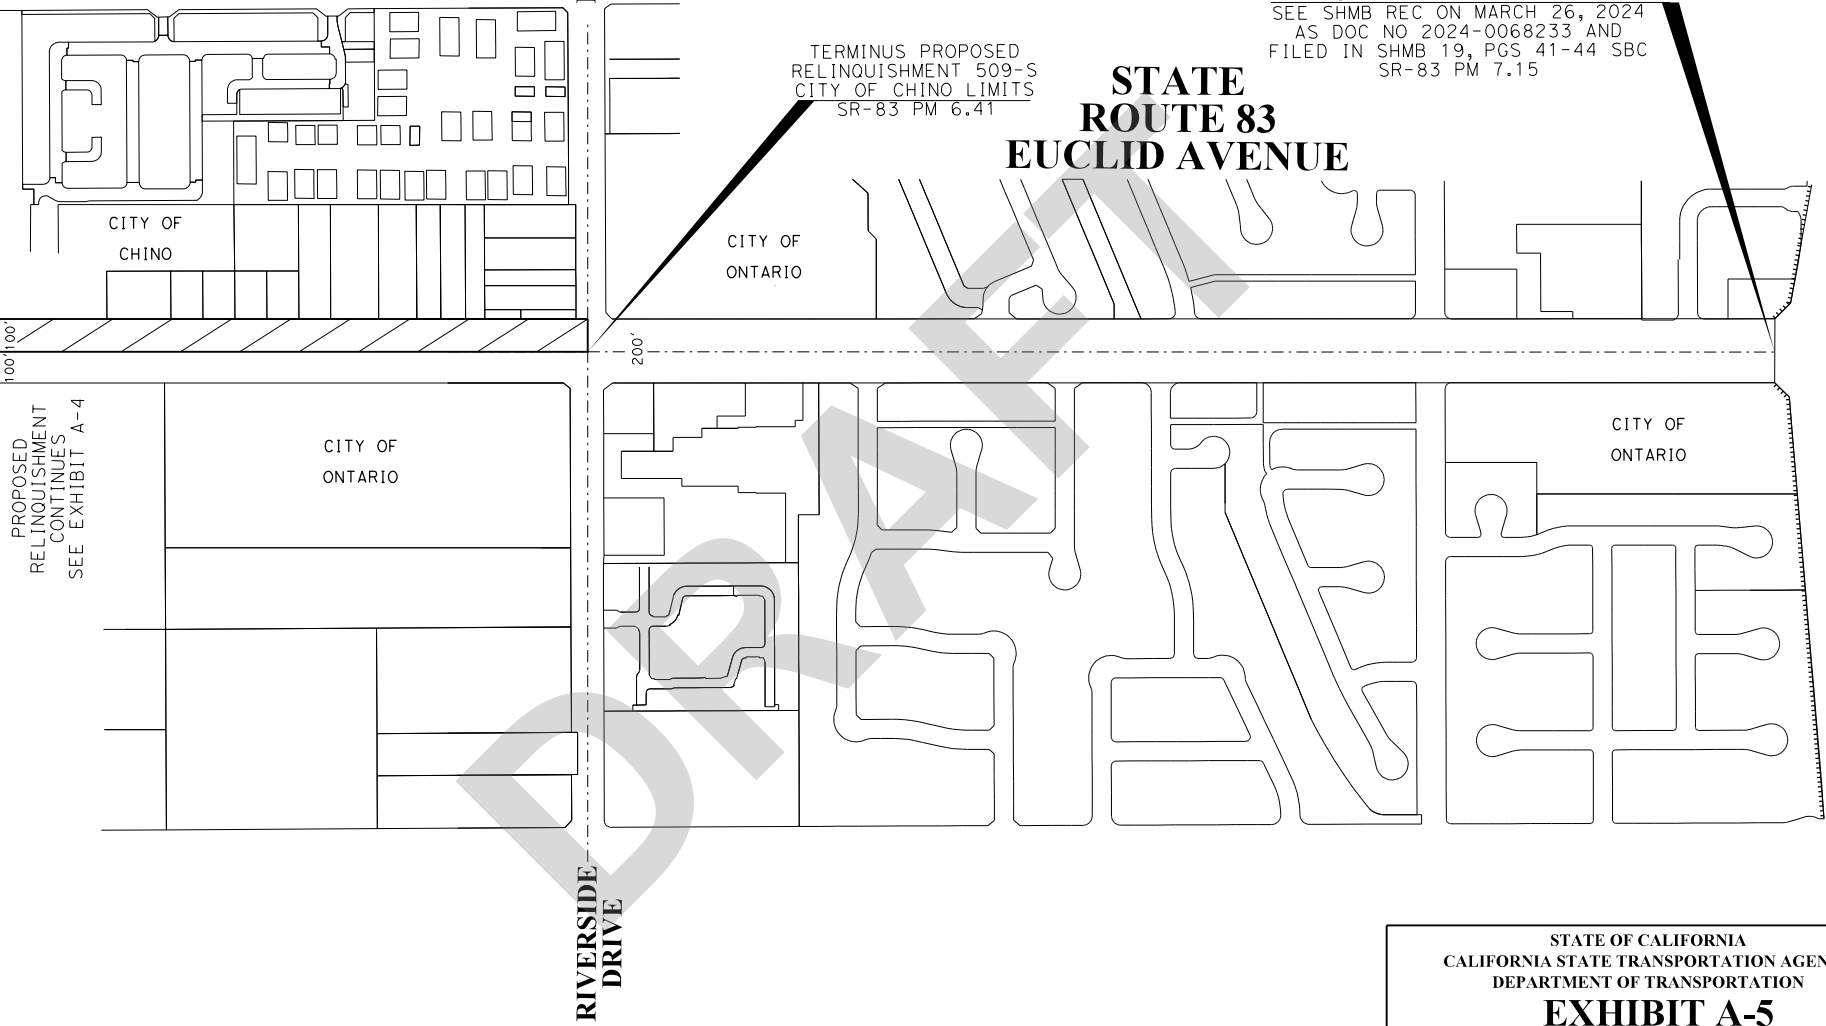 SEE SHMB REC ON MARCH 26, 2024
AS DOC NO 2024-0068233 AND
FILED IN SHMB 19, PGS 41-44 SBC
SR-83 PM 7.15
TERMINUS PROPOSED
RELINQUISHMENT 509-S
CITY OF CHINO LIMITS
SR-83 PM 6.41
STATE
ROUTE 83
EUCLID AVENUE
CITY OF
CHINO
CITY OF
ONTARIO
100'
100'
200'
PROPOSED
RELINQUISHMENT
CONTINUES
SEE EXHIBIT A-4
CITY OF
ONTARIO
CITY OF
ONTARIO
DRAFT
RIVERSIDE
DRIVE
STATE OF CALIFORNIA
CALIFORNIA STATE TRANSPORTATION AGEN
DEPARTMENT OF TRANSPORTATION
EXHIBIT A-5